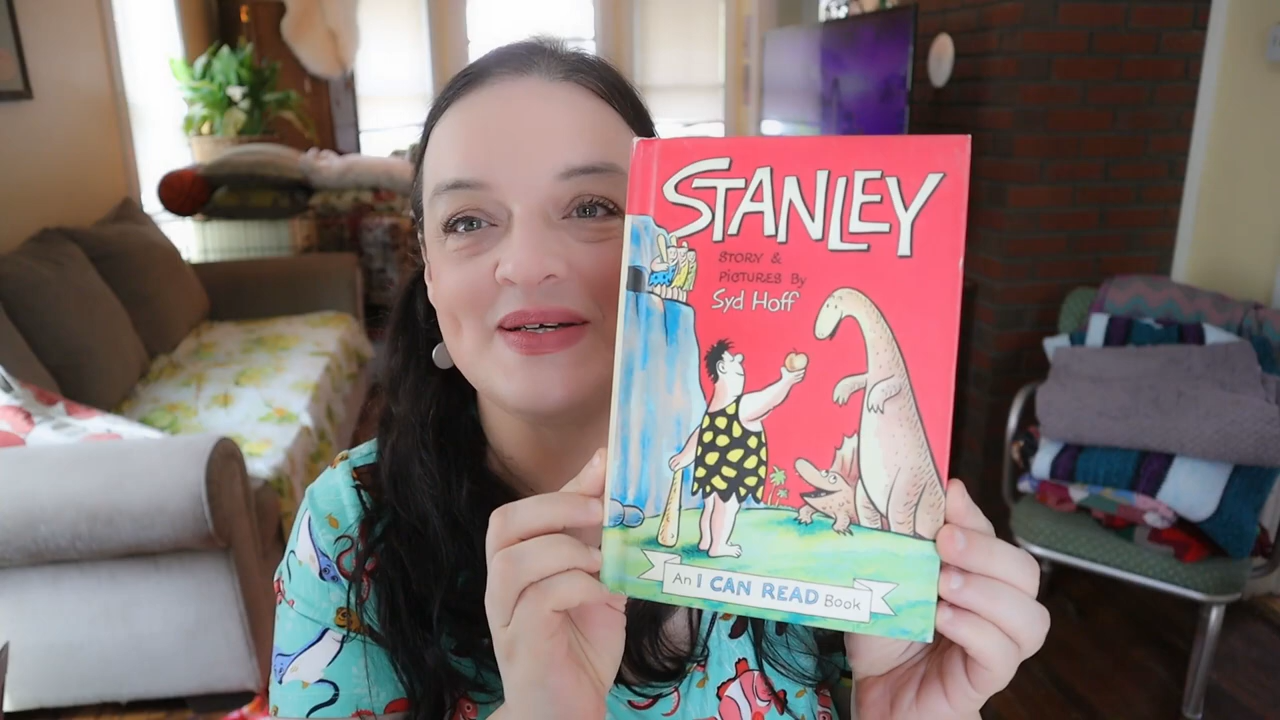 STANLEY
STORY &
PICTURES By
Syd Hoff
An I CAN READ Book